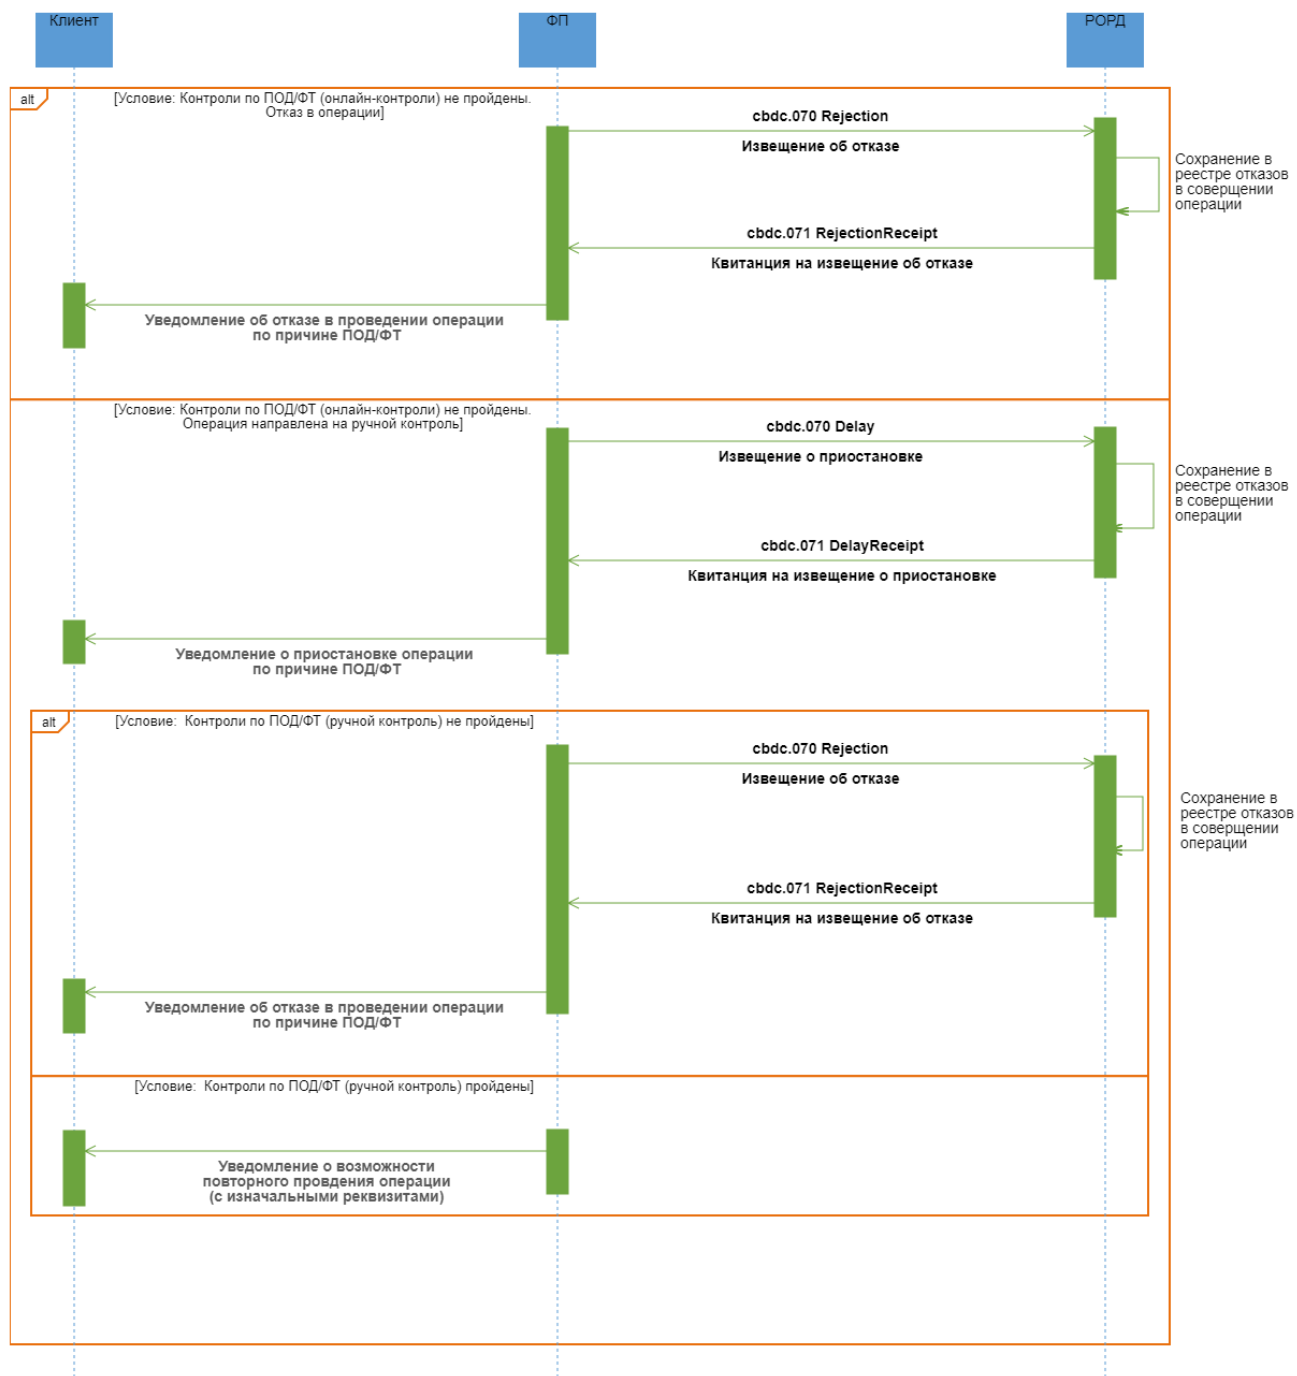 Клиент
ФП
РОРД
alt
[Условие: Контроли по ПОД/ФТ (онлайн-контроли) не пройдены.
Отказ в операции]
cbdc.070 Rejection
Извещение об отказе
Сохранение в
реестре отказов
в соверщении
операции
cbdc.071 RejectionReceipt
Квитанция на извещение об отказе
Уведомление об отказе в проведении операции
по причине ПОД/ФТ
[Условие: Контроли по ПОД/ФТ (онлайн-контроли) не пройдены.
Операция направлена на ручной контроль]
cbdc.070 Delay
Извещение о приостановке
Сохранение в
реестре отказов
в соверщении
операции
cbdc.071 DelayReceipt
Квитанция на извещение о приостановке
Уведомление о приостановке операции
по причине ПОД/ФТ
alt
[Условие: Контроли по ПОД/ФТ (ручной контроль) не пройдены]
cbdc.070 Rejection
Извещение об отказе
Сохранение в
реестре отказов
в соверщении
операции
cbdc.071 RejectionReceipt
Квитанция на извещение об отказе
Уведомление об отказе в проведении операции
по причине ПОД/ФТ
[Условие: Контроли по ПОД/ФТ (ручной контроль) пройдены]
Уведомление о возможности
повторного провдения операции
(с изначальными реквизитами)